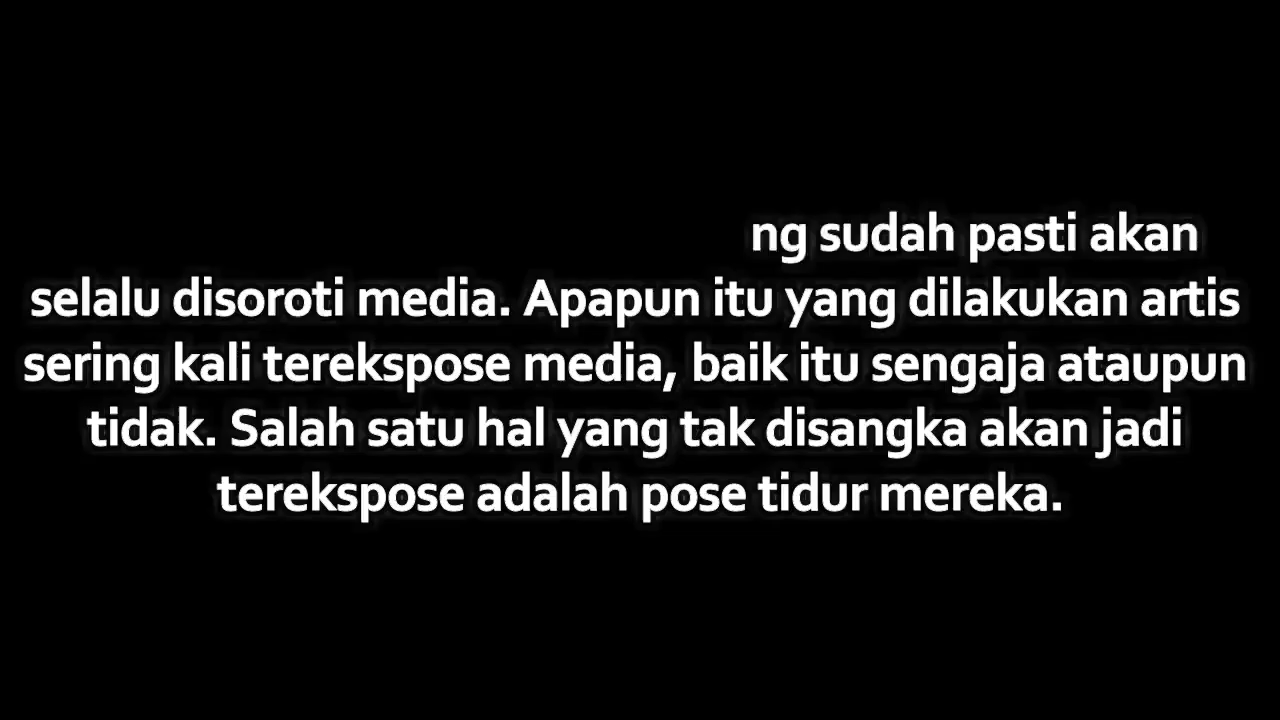 ng sudah pasti akan
selalu disoroti media. Apapun itu yang dilakukan artis
sering kali terekspose media, baik itu sengaja ataupun
tidak. Salah satu hal yang tak disangka akan jadi
terekspose adalah pose tidur mereka.